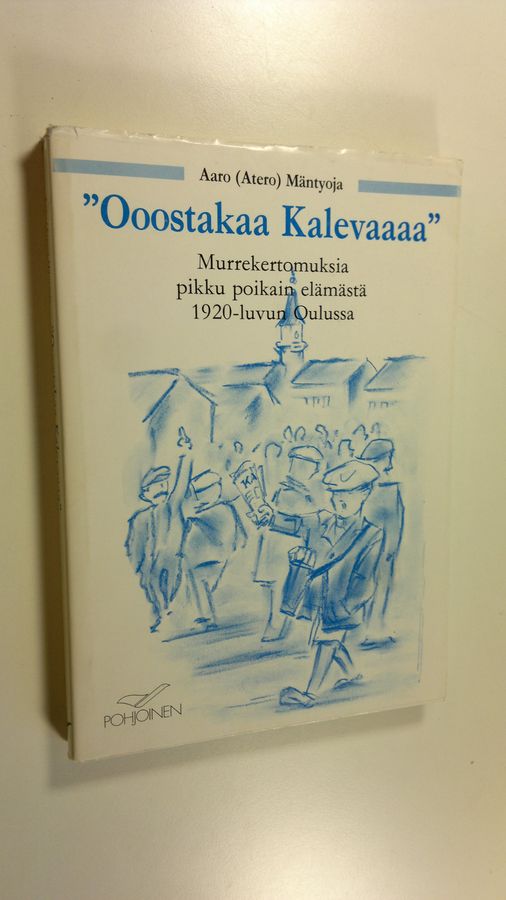 Aaro (Atero) Mäntyoja
”Ooostakaa Kalevaaaa”
Murrekertomuksia
pikku poikain elämästä
1920-luvun Oulussa
POHJOINEN